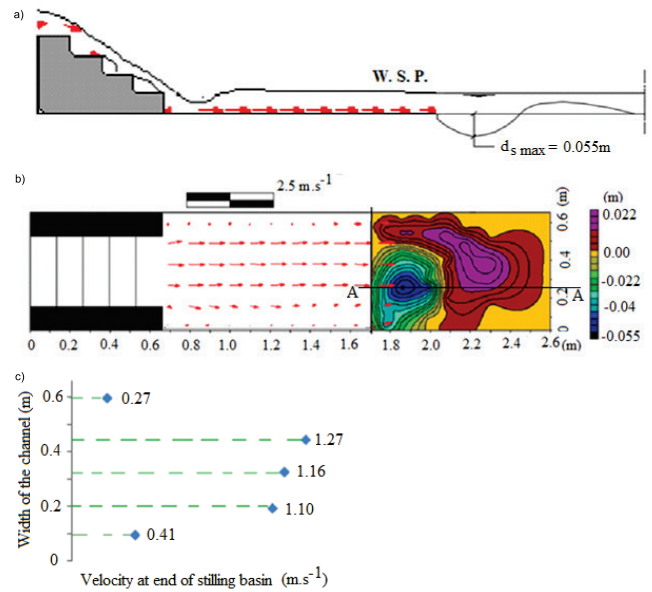 a)
W. S. P.
d s max = 0.055m
b)
2.5 m.s-1
(m)
(m)
0.6
0.4
0.2
0
0.022
0.00
-0.022
-0.04
-0.055
A
A
0 0.2 0.4 0.6 0.8 1.0 1.2 1.4 1.6 1.8 2.0 2.2 2.4 2.6
(m)
c)
Width of the channel (m)
0.6
0.4
0.2
0
0.27
1.27
1.16
1.10
0.41
Velocity at end of stilling basin (m.s-1)